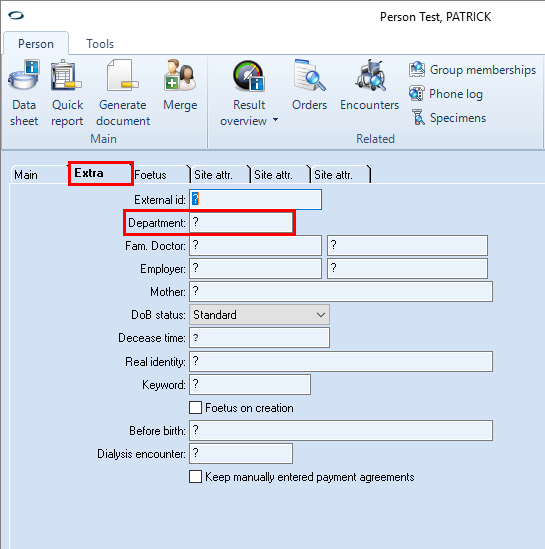 Person Test, PATRICK
Person Tools
Data sheet
Quick report
Generate document
Merge
Result overview
Orders
Encounters
Group memberships
Phone log
Specimens
Main Related
Main Extra Foetus Site attr. Site attr. Site attr.
External id: ?
Department: ?
Fam. Doctor: ? ?
Employer: ? ?
Mother: ?
DoB status: Standard
Decease time: ?
Real identity: ?
Keyword: ?
Foetus on creation
Before birth: ?
Dialysis encounter: ?
Keep manually entered payment agreements